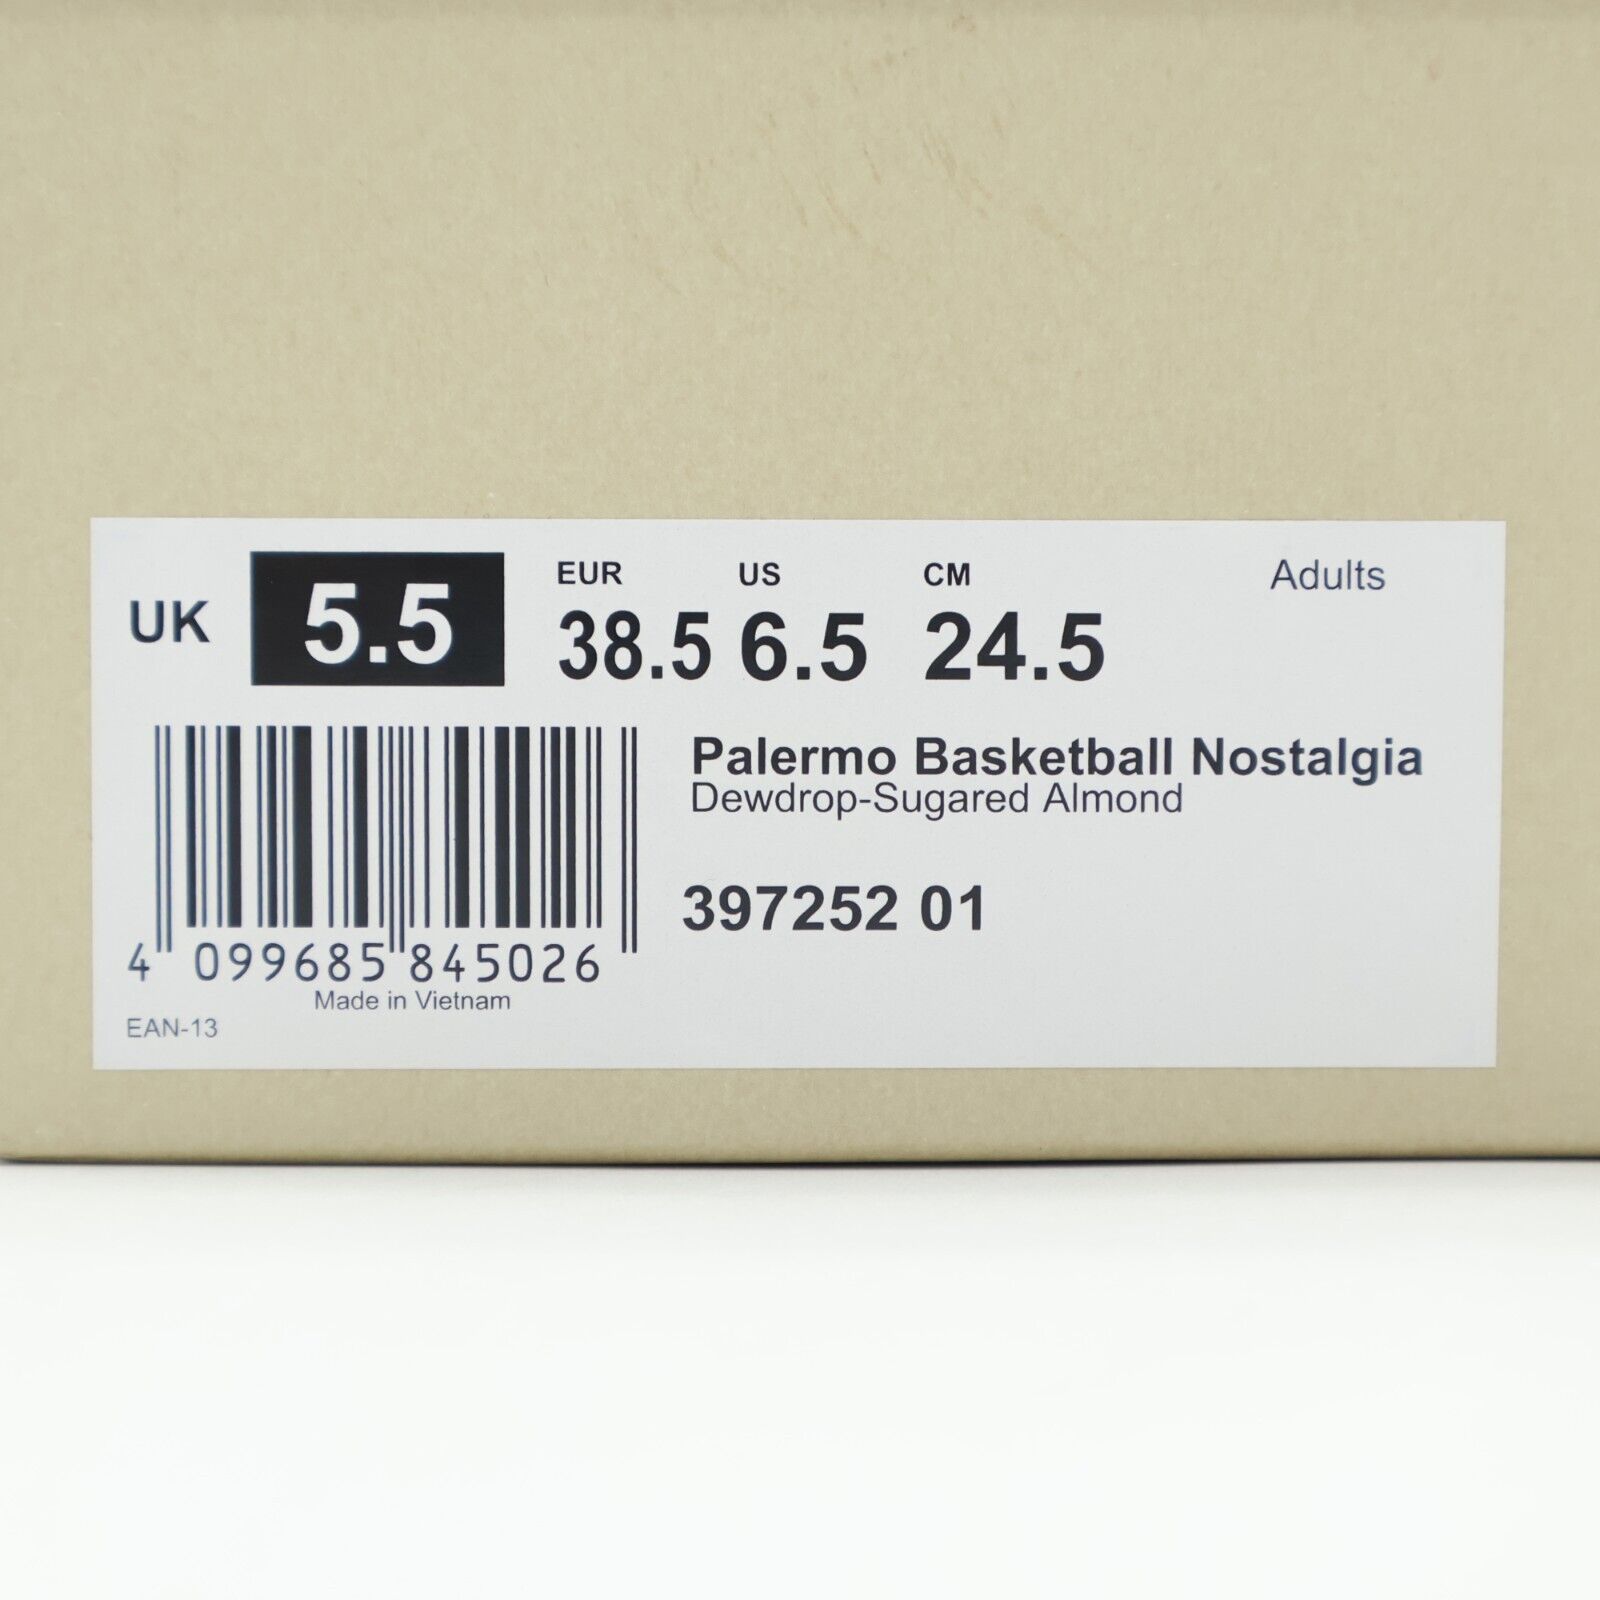 UK 5.5
EUR US CM Adults
38.5 6.5 24.5
Palermo Basketball Nostalgia
Dewdrop-Sugared Almond
397252 01
4 099685 845026
Made in Vietnam
EAN-13